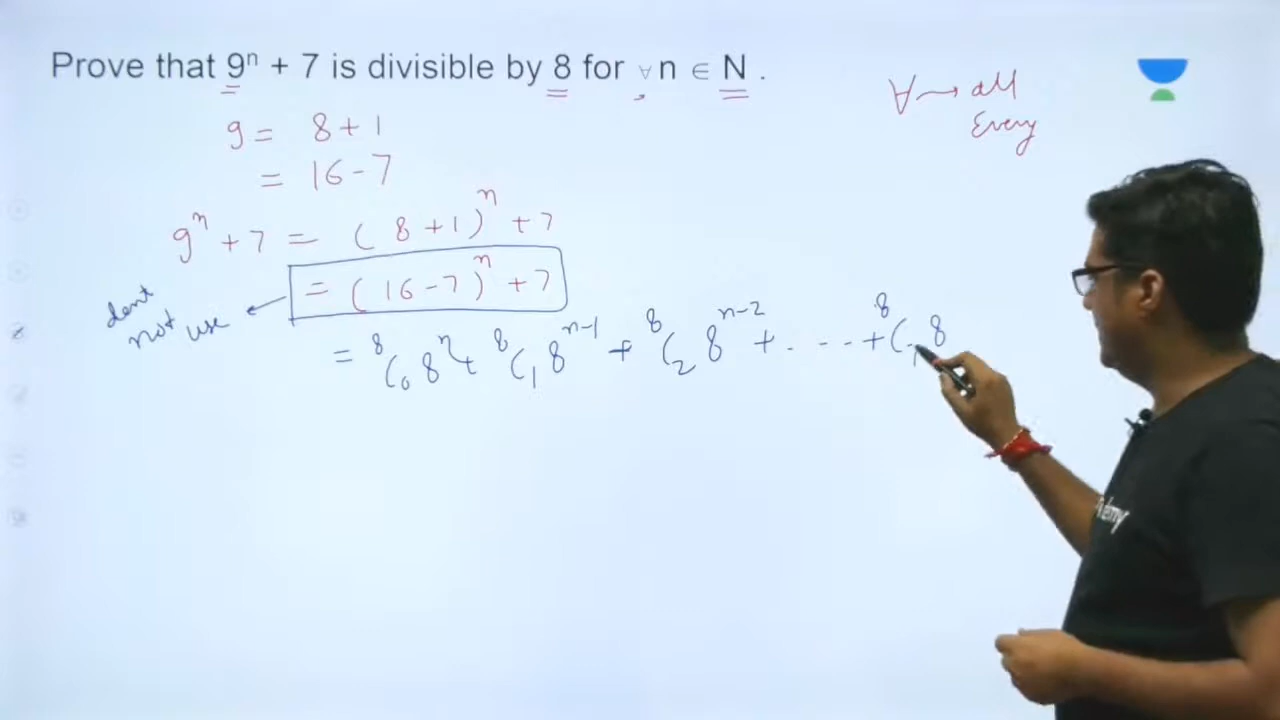 Prove that 9ⁿ + 7 is divisible by 8 for ∀ n ∈ N .
∀ → all
Every
9 = 8 + 1
= 16 - 7
9ⁿ + 7 = ( 8 + 1 )ⁿ + 7
= ( 16 - 7 )ⁿ + 7
dont
not use
= ⁸C₀ 8ⁿ + ⁸C₁ 8ⁿ⁻¹ + ⁸C₂ 8ⁿ⁻² + . - - - + ⁸C₇ 8